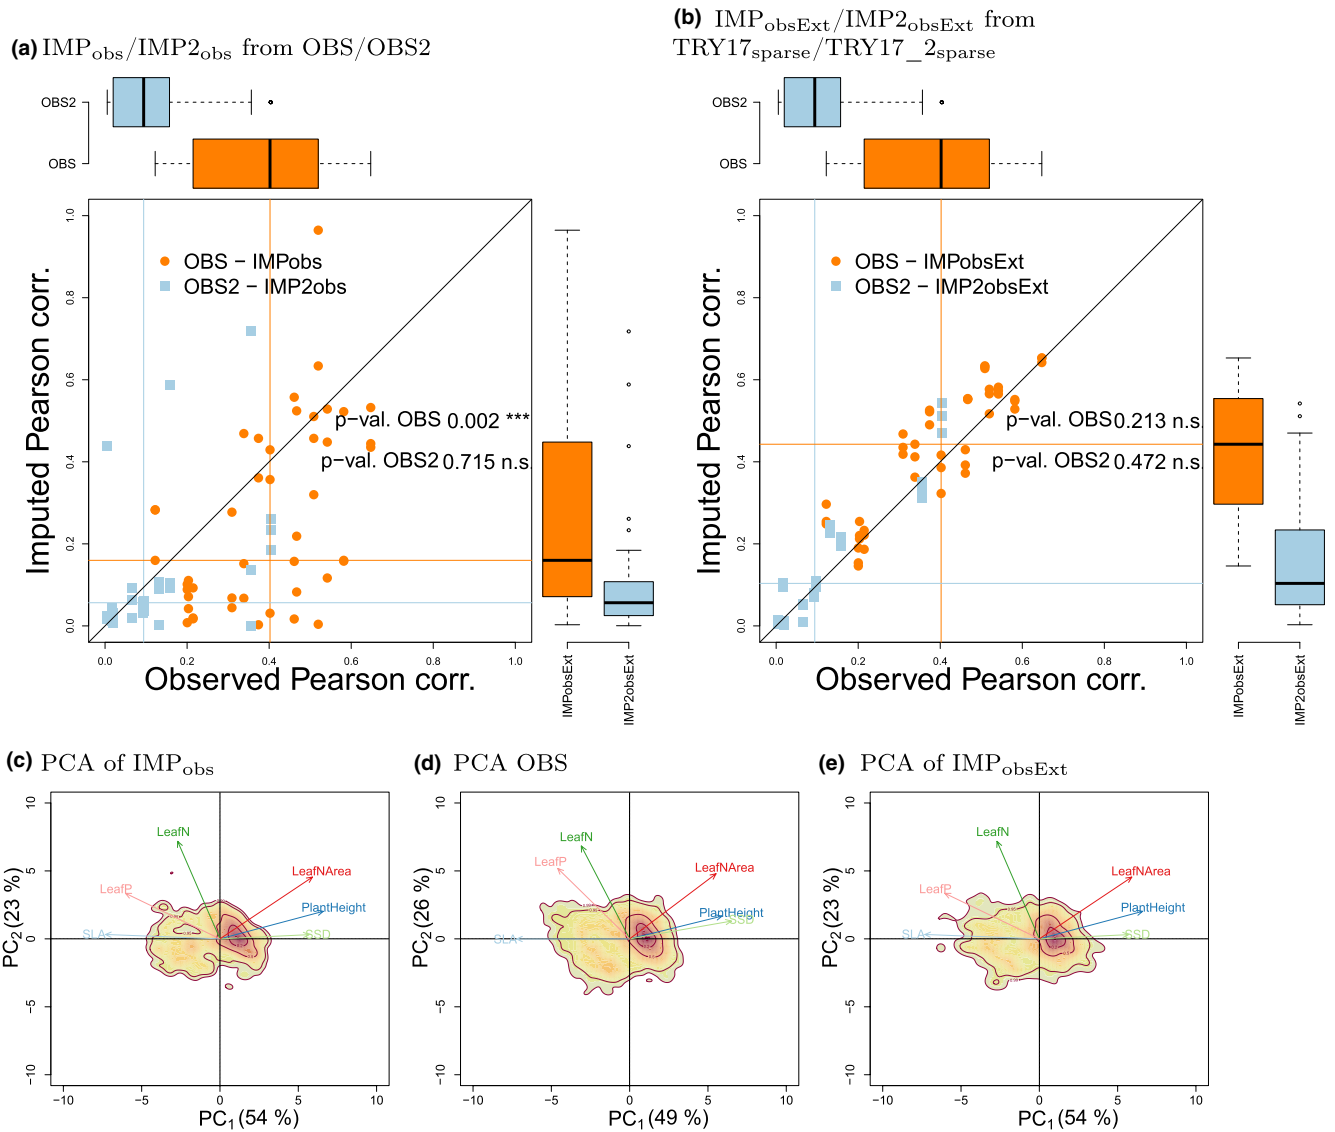 (a) IMPobs/IMP2obs from OBS/OBS2
OBS2
OBS
1.0
0.8
0.6
0.4
0.2
0.0
Imputed Pearson corr.
OBS − IMPobs
OBS2 − IMP2obs
p−val. OBS 0.002 ***
p−val. OBS2 0.715 n.s.
0.0 0.2 0.4 0.6 0.8 1.0
Observed Pearson corr.
IMPobsExt
IMP2obsExt
(b) IMPobsExt/IMP2obsExt from
TRY17sparse/TRY17_2sparse
OBS2
OBS
1.0
0.8
0.6
0.4
0.2
0.0
Imputed Pearson corr.
OBS − IMPobsExt
OBS2 − IMP2obsExt
p−val. OBS 0.213 n.s.
p−val. OBS2 0.472 n.s.
0.0 0.2 0.4 0.6 0.8 1.0
Observed Pearson corr.
IMPobsExt
IMP2obsExt
(c) PCA of IMPobs
10
5
0
−5
−10
PC2 (23 %)
LeafN
LeafP
LeafNArea
PlantHeight
SLA
SSD
−10 −5 0 5 10
PC1 (54 %)
(d) PCA OBS
10
5
0
−5
−10
PC2 (26 %)
LeafN
LeafP
LeafNArea
PlantHeight
SSD
SLA
−10 −5 0 5 10
PC1 (49 %)
(e) PCA of IMPobsExt
10
5
0
−5
−10
PC2 (23 %)
LeafN
LeafP
LeafNArea
PlantHeight
SLA
SSD
0.99
−10 −5 0 5 10
PC1 (54 %)